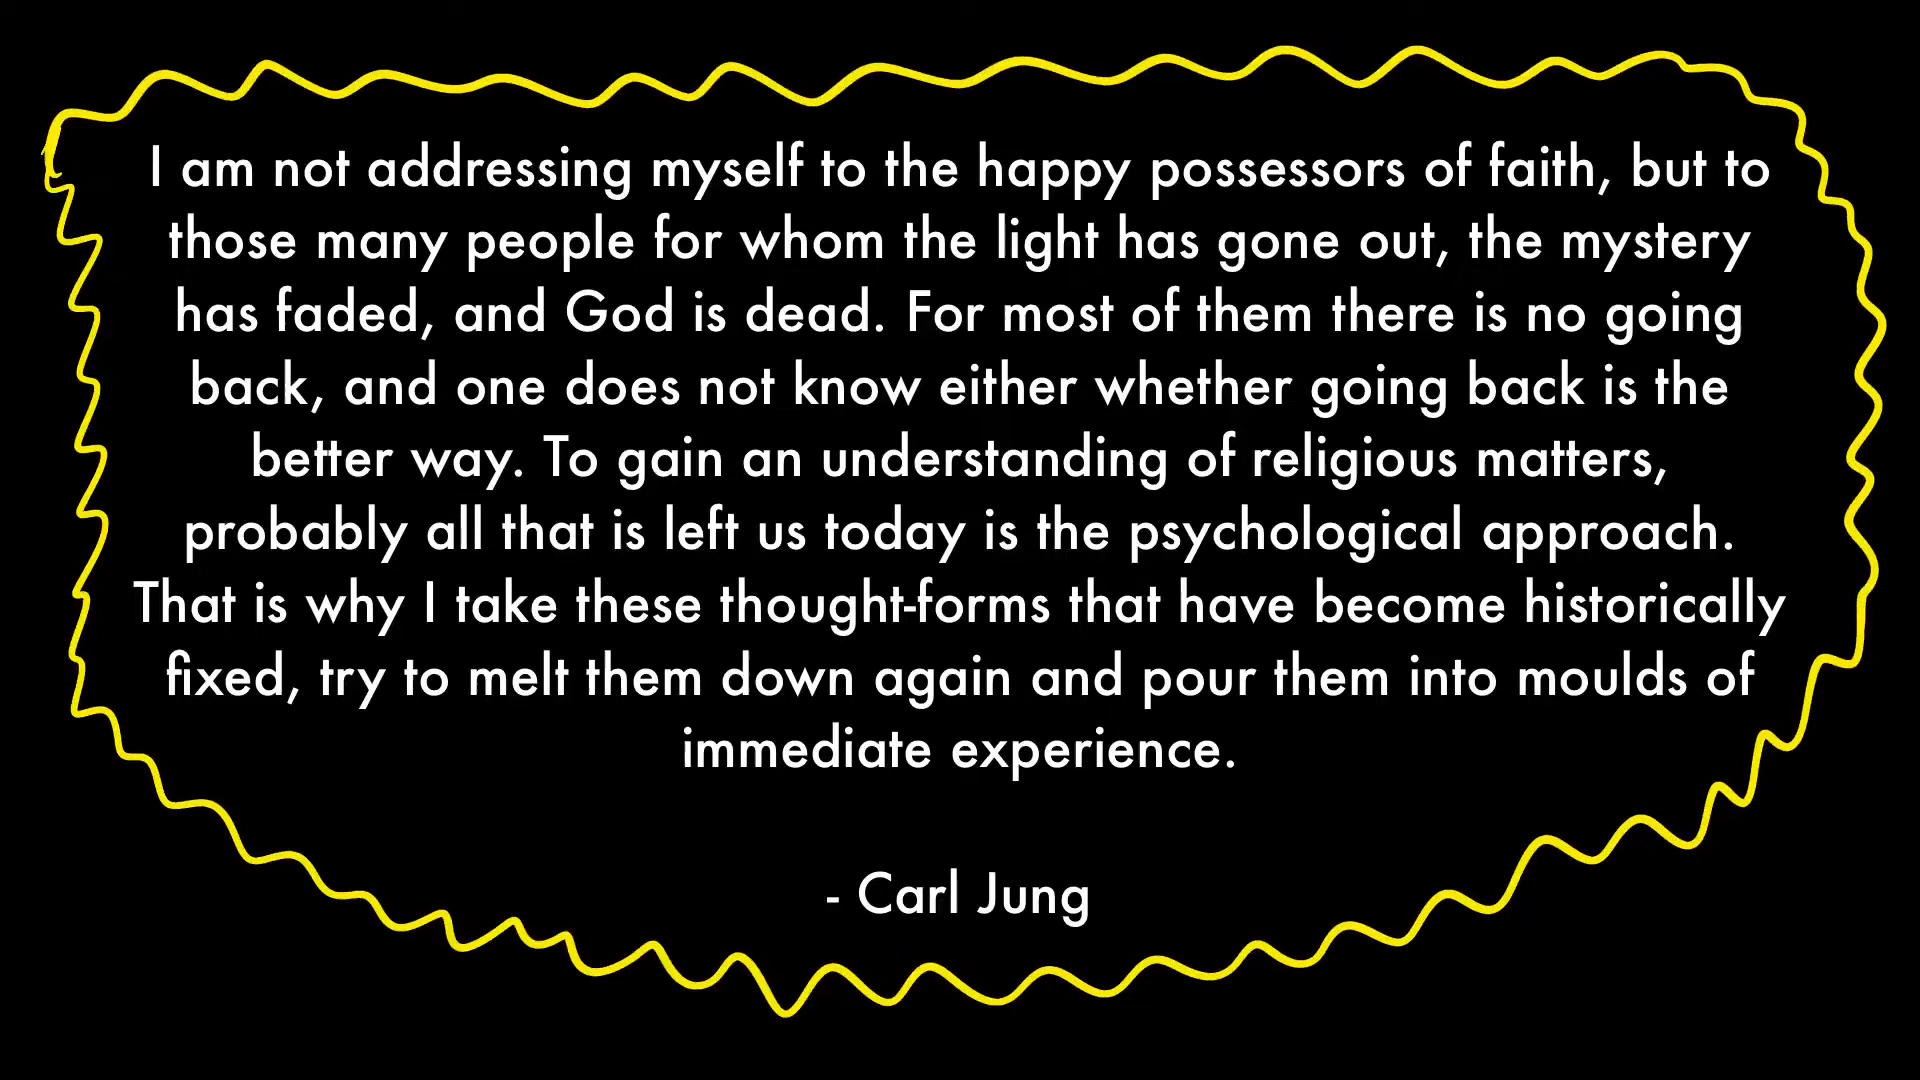 I am not addressing myself to the happy possessors of faith, but to
those many people for whom the light has gone out, the mystery
has faded, and God is dead. For most of them there is no going
back, and one does not know either whether going back is the
better way. To gain an understanding of religious matters,
probably all that is left us today is the psychological approach.
That is why I take these thought-forms that have become historically
fixed, try to melt them down again and pour them into moulds of
immediate experience.
- Carl Jung